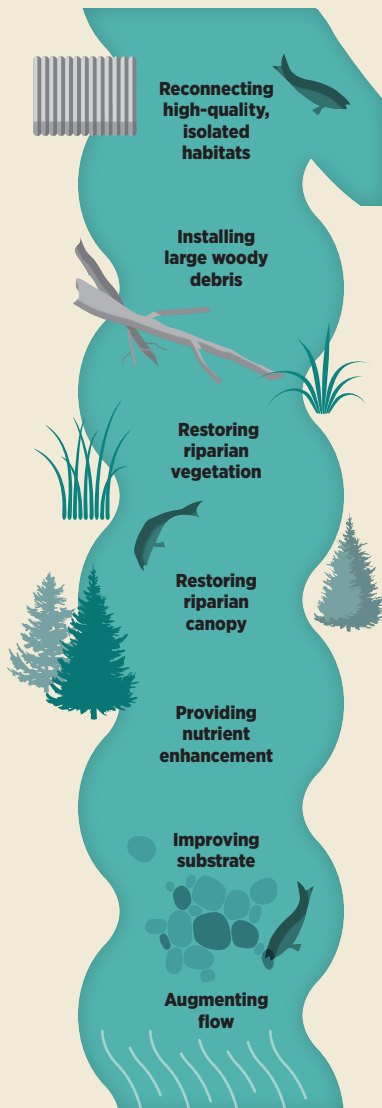 Reconnecting
high-quality,
isolated
habitats
Installing
large woody
debris
Restoring
riparian
vegetation
Restoring
riparian
canopy
Providing
nutrient
enhancement
Improving
substrate
Augmenting
flow